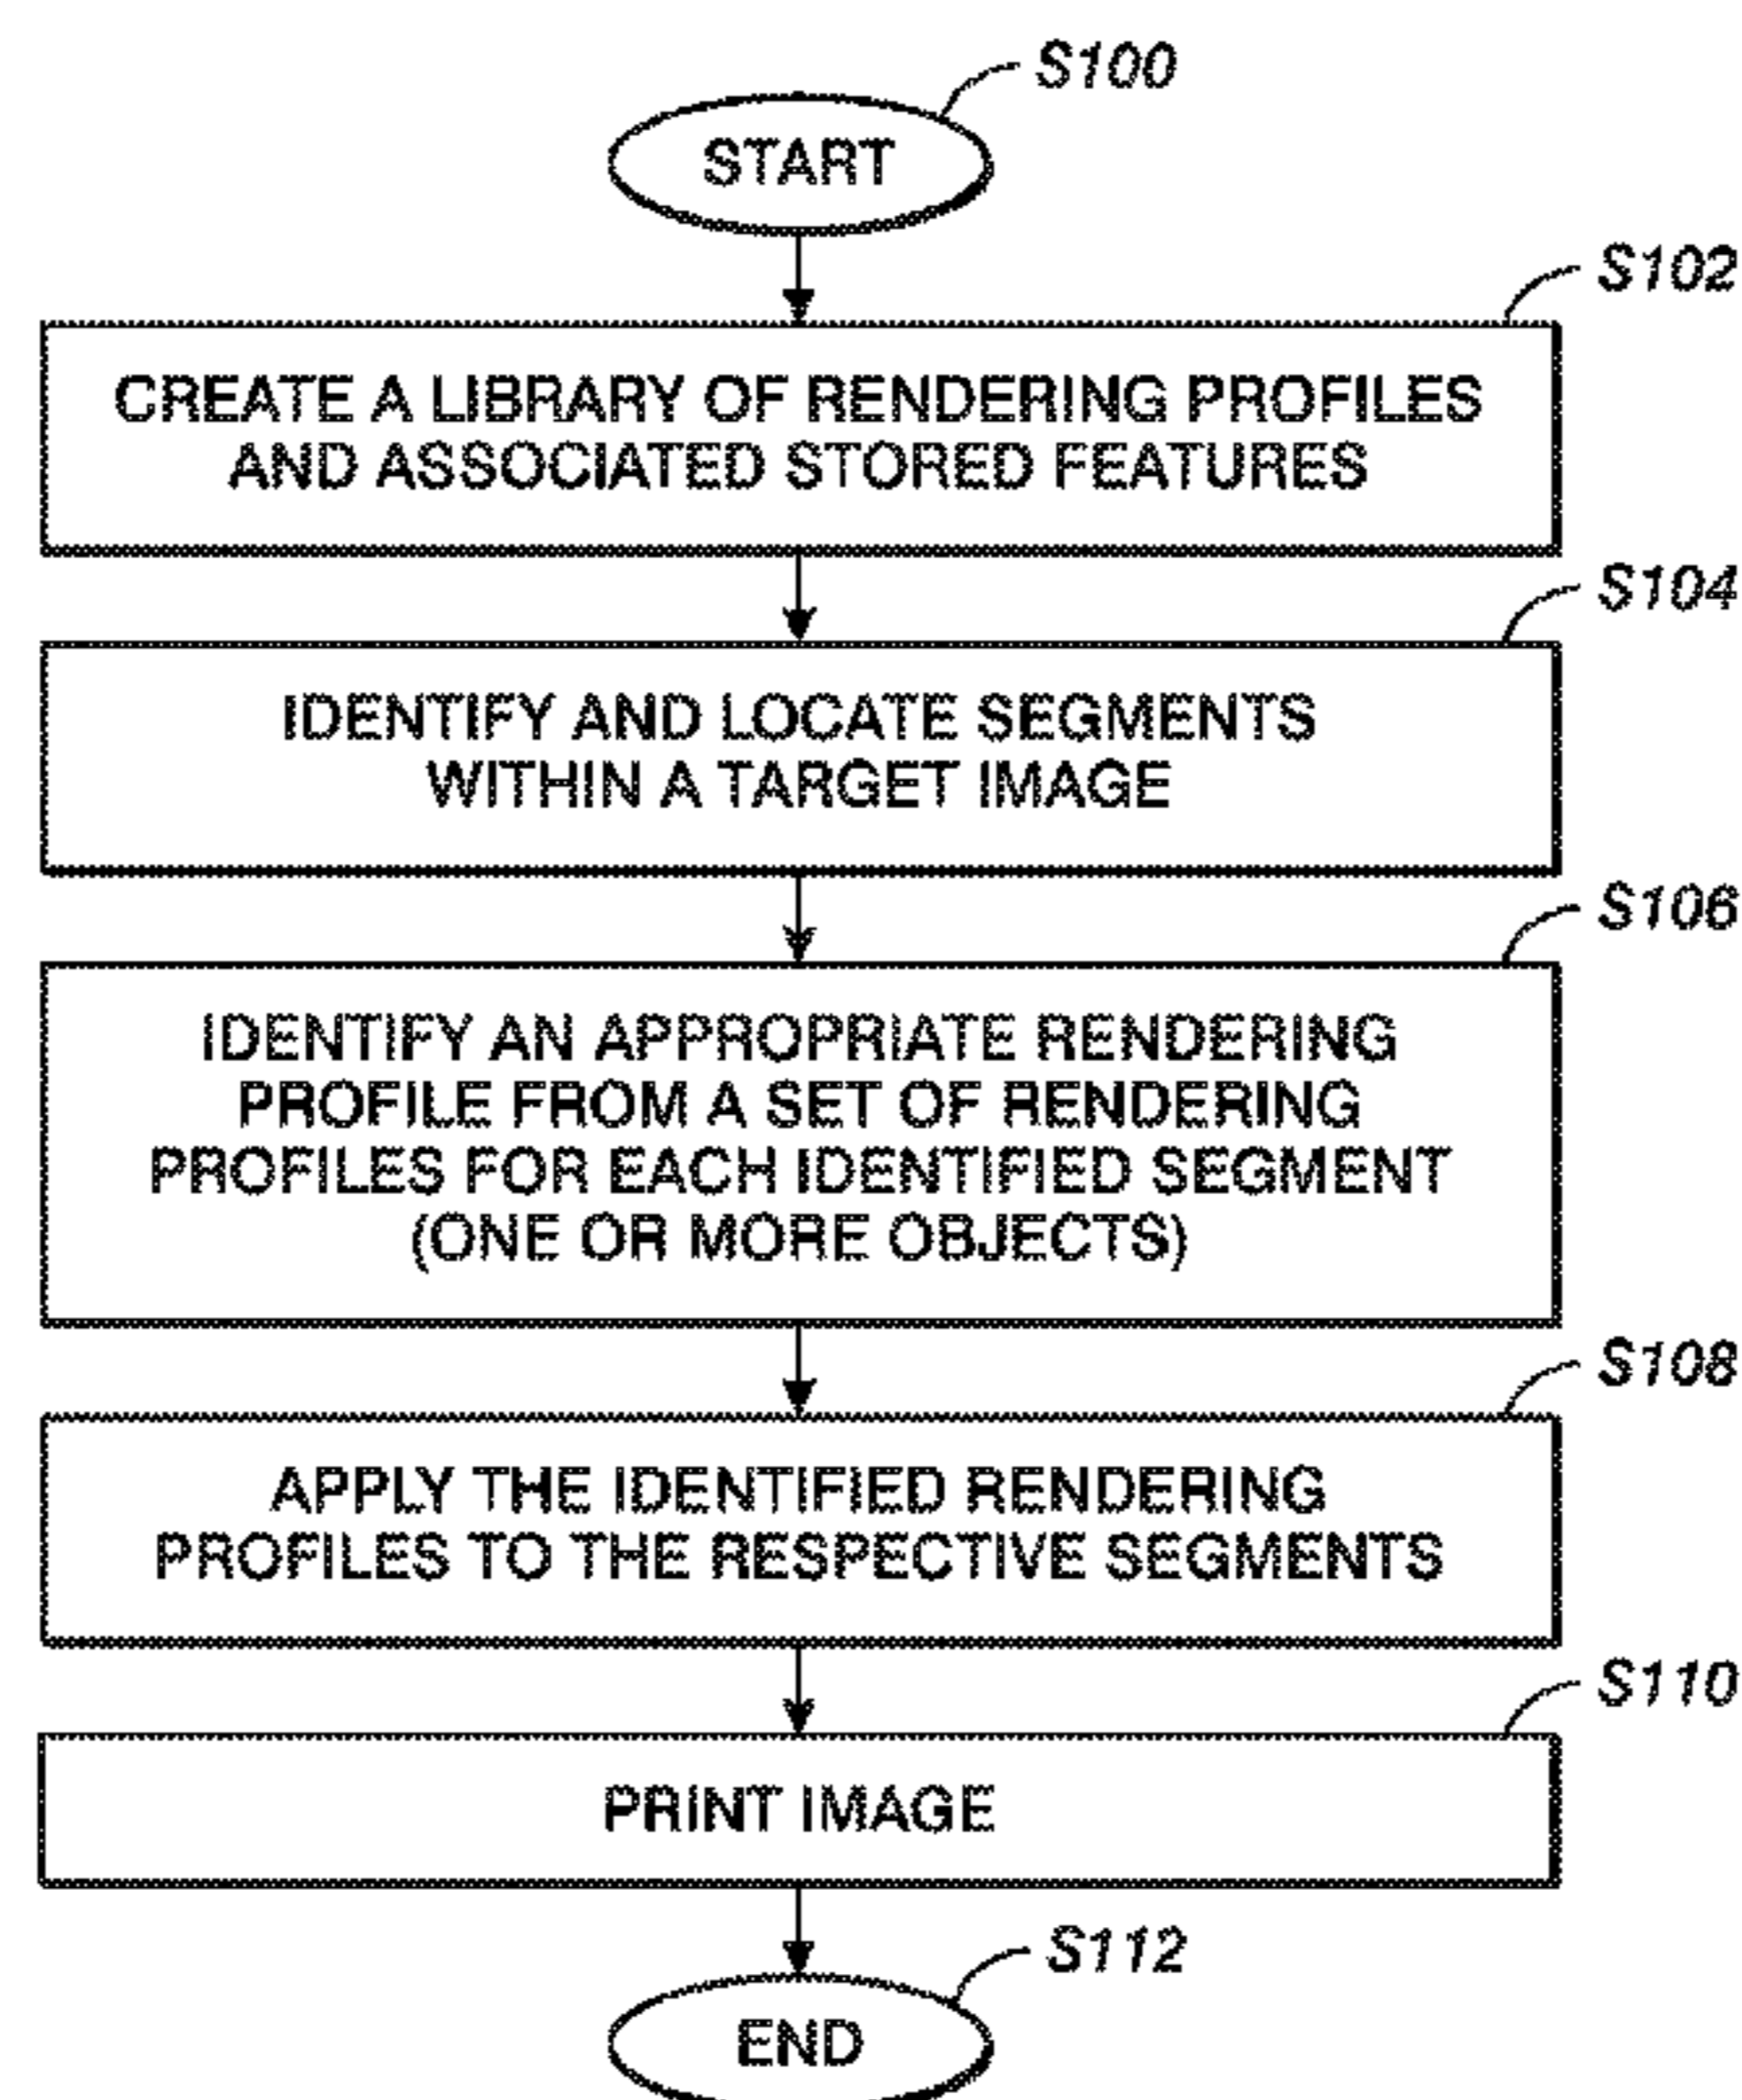 S100
START
S102
CREATE A LIBRARY OF RENDERING PROFILES
AND ASSOCIATED STORED FEATURES
S104
IDENTIFY AND LOCATE SEGMENTS
WITHIN A TARGET IMAGE
S106
IDENTIFY AN APPROPRIATE RENDERING
PROFILE FROM A SET OF RENDERING
PROFILES FOR EACH IDENTIFIED SEGMENT
(ONE OR MORE OBJECTS)
S108
APPLY THE IDENTIFIED RENDERING
PROFILES TO THE RESPECTIVE SEGMENTS
S110
PRINT IMAGE
S112
END